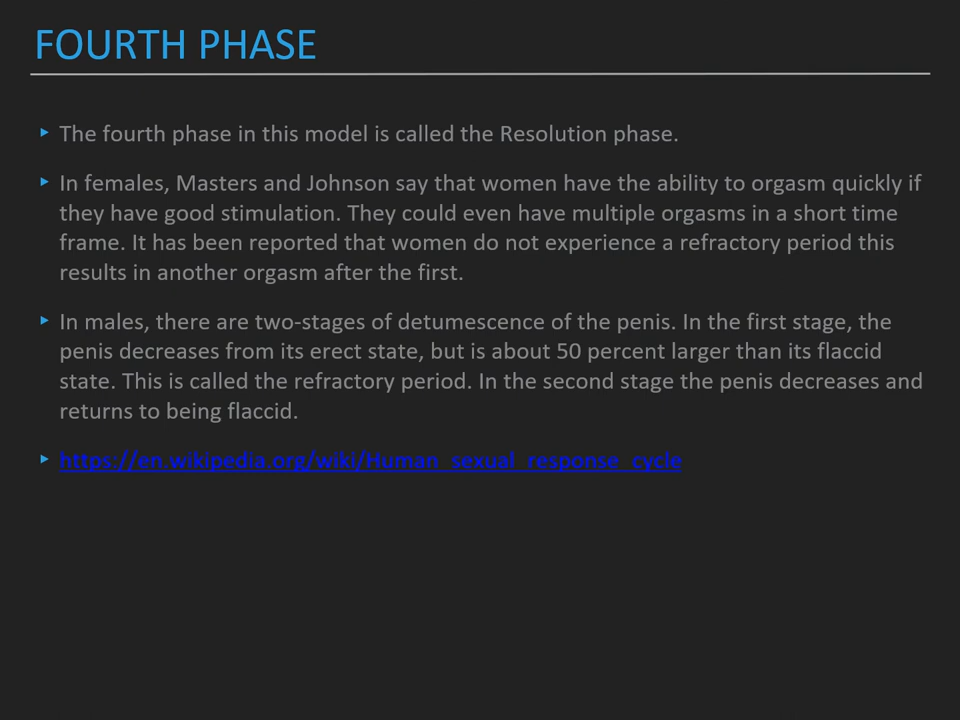 FOURTH PHASE
The fourth phase in this model is called the Resolution phase.
In females, Masters and Johnson say that women have the ability to orgasm quickly if
they have good stimulation. They could even have multiple orgasms in a short time
frame. It has been reported that women do not experience a refractory period this
results in another orgasm after the first.
In males, there are two-stages of detumescence of the penis. In the first stage, the
penis decreases from its erect state, but is about 50 percent larger than its flaccid
state. This is called the refractory period. In the second stage the penis decreases and
returns to being flaccid.
https://en.wikipedia.org/wiki/Human_sexual_response_cycle